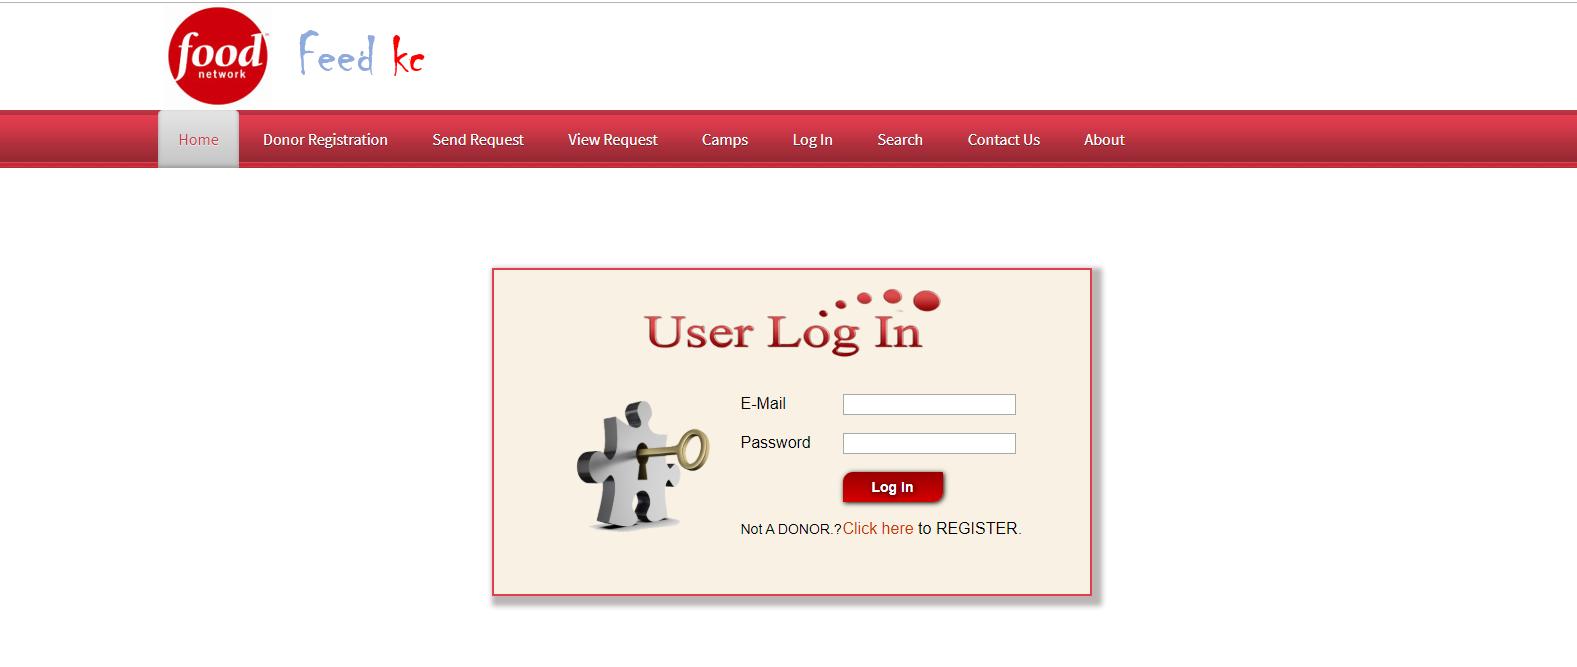 food
network
Feed kc
Home Donor Registration Send Request View Request Camps Log In Search Contact Us About
User Log In
E-Mail
Password
Log In
Not A DONOR.?Click here to REGISTER.